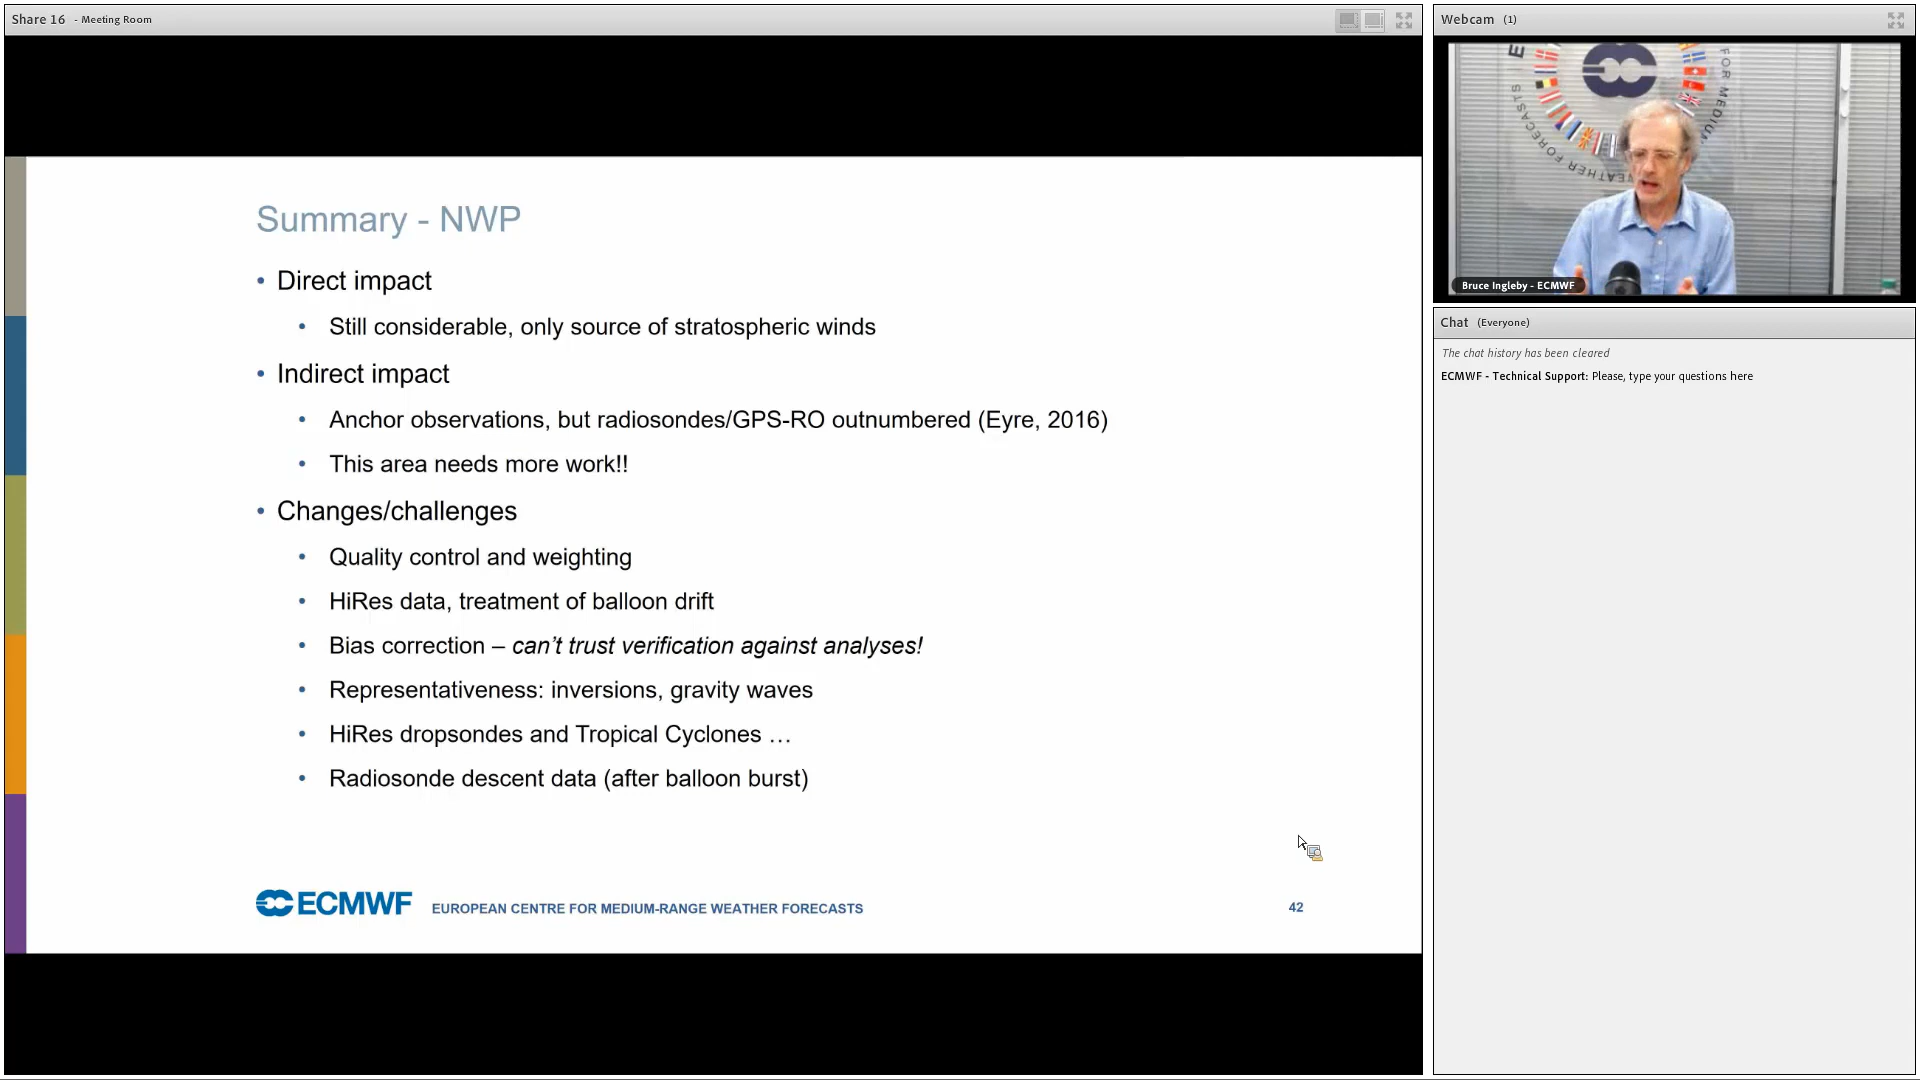 Share 16 - Meeting Room
Summary - NWP
• Direct impact
• Still considerable, only source of stratospheric winds
• Indirect impact
• Anchor observations, but radiosondes/GPS-RO outnumbered (Eyre, 2016)
• This area needs more work!!
• Changes/challenges
• Quality control and weighting
• HiRes data, treatment of balloon drift
• Bias correction – can't trust verification against analyses!
• Representativeness: inversions, gravity waves
• HiRes dropsondes and Tropical Cyclones …
• Radiosonde descent data (after balloon burst)
ECMWF EUROPEAN CENTRE FOR MEDIUM-RANGE WEATHER FORECASTS
42
Webcam (1)
FOR MEDIUM
WEATHER FORECASTS
Bruce Ingleby - ECMWF
Chat (Everyone)
The chat history has been cleared
ECMWF - Technical Support: Please, type your questions here